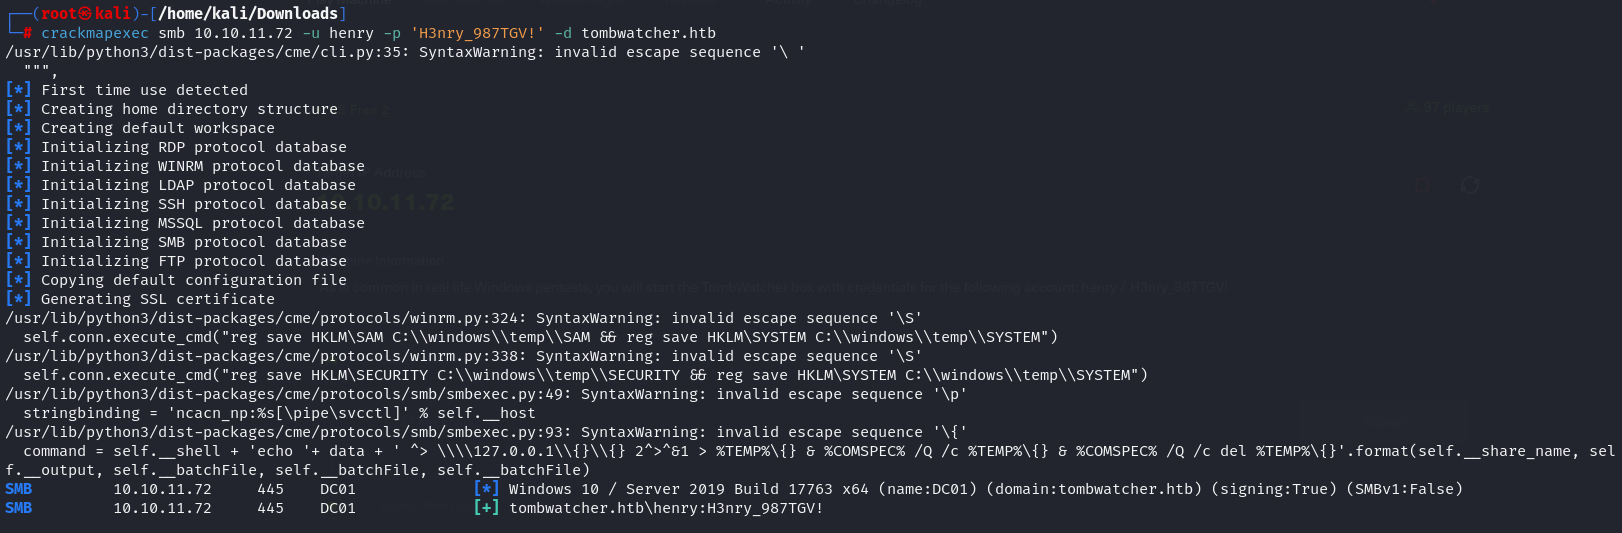 ┌──(root㉿kali)-[/home/kali/Downloads]
└─# crackmapexec smb 10.10.11.72 -u henry -p 'H3nry_987TGV!' -d tombwatcher.htb
/usr/lib/python3/dist-packages/cme/cli.py:35: SyntaxWarning: invalid escape sequence '\ '
  """,
[*] First time use detected
[*] Creating home directory structure
[*] Creating default workspace
[*] Initializing RDP protocol database
[*] Initializing WINRM protocol database
[*] Initializing LDAP protocol database
[*] Initializing SSH protocol database
[*] Initializing MSSQL protocol database
[*] Initializing SMB protocol database
[*] Initializing FTP protocol database
[*] Copying default configuration file
[*] Generating SSL certificate
/usr/lib/python3/dist-packages/cme/protocols/winrm.py:324: SyntaxWarning: invalid escape sequence '\S'
  self.conn.execute_cmd("reg save HKLM\SAM C:\\windows\\temp\\SAM && reg save HKLM\SYSTEM C:\\windows\\temp\\SYSTEM")
/usr/lib/python3/dist-packages/cme/protocols/winrm.py:338: SyntaxWarning: invalid escape sequence '\S'
  self.conn.execute_cmd("reg save HKLM\SECURITY C:\\windows\\temp\\SECURITY && reg save HKLM\SYSTEM C:\\windows\\temp\\SYSTEM")
/usr/lib/python3/dist-packages/cme/protocols/smb/smbexec.py:49: SyntaxWarning: invalid escape sequence '\p'
  stringbinding = 'ncacn_np:%s[\pipe\svcctl]' % self.__host
/usr/lib/python3/dist-packages/cme/protocols/smb/smbexec.py:93: SyntaxWarning: invalid escape sequence '\{'
  command = self.__shell + 'echo '+ data + ' ^> \\\\127.0.0.1\\{}\\{} 2^>^&1 > %TEMP%\{} & %COMSPEC% /Q /c %TEMP%\{} & %COMSPEC% /Q /c del %TEMP%\{}'.format(self.__share_name, sel
f.__output, self.__batchFile, self.__batchFile, self.__batchFile)
SMB         10.10.11.72     445    DC01             [*] Windows 10 / Server 2019 Build 17763 x64 (name:DC01) (domain:tombwatcher.htb) (signing:True) (SMBv1:False)
SMB         10.10.11.72     445    DC01             [+] tombwatcher.htb\henry:H3nry_987TGV!